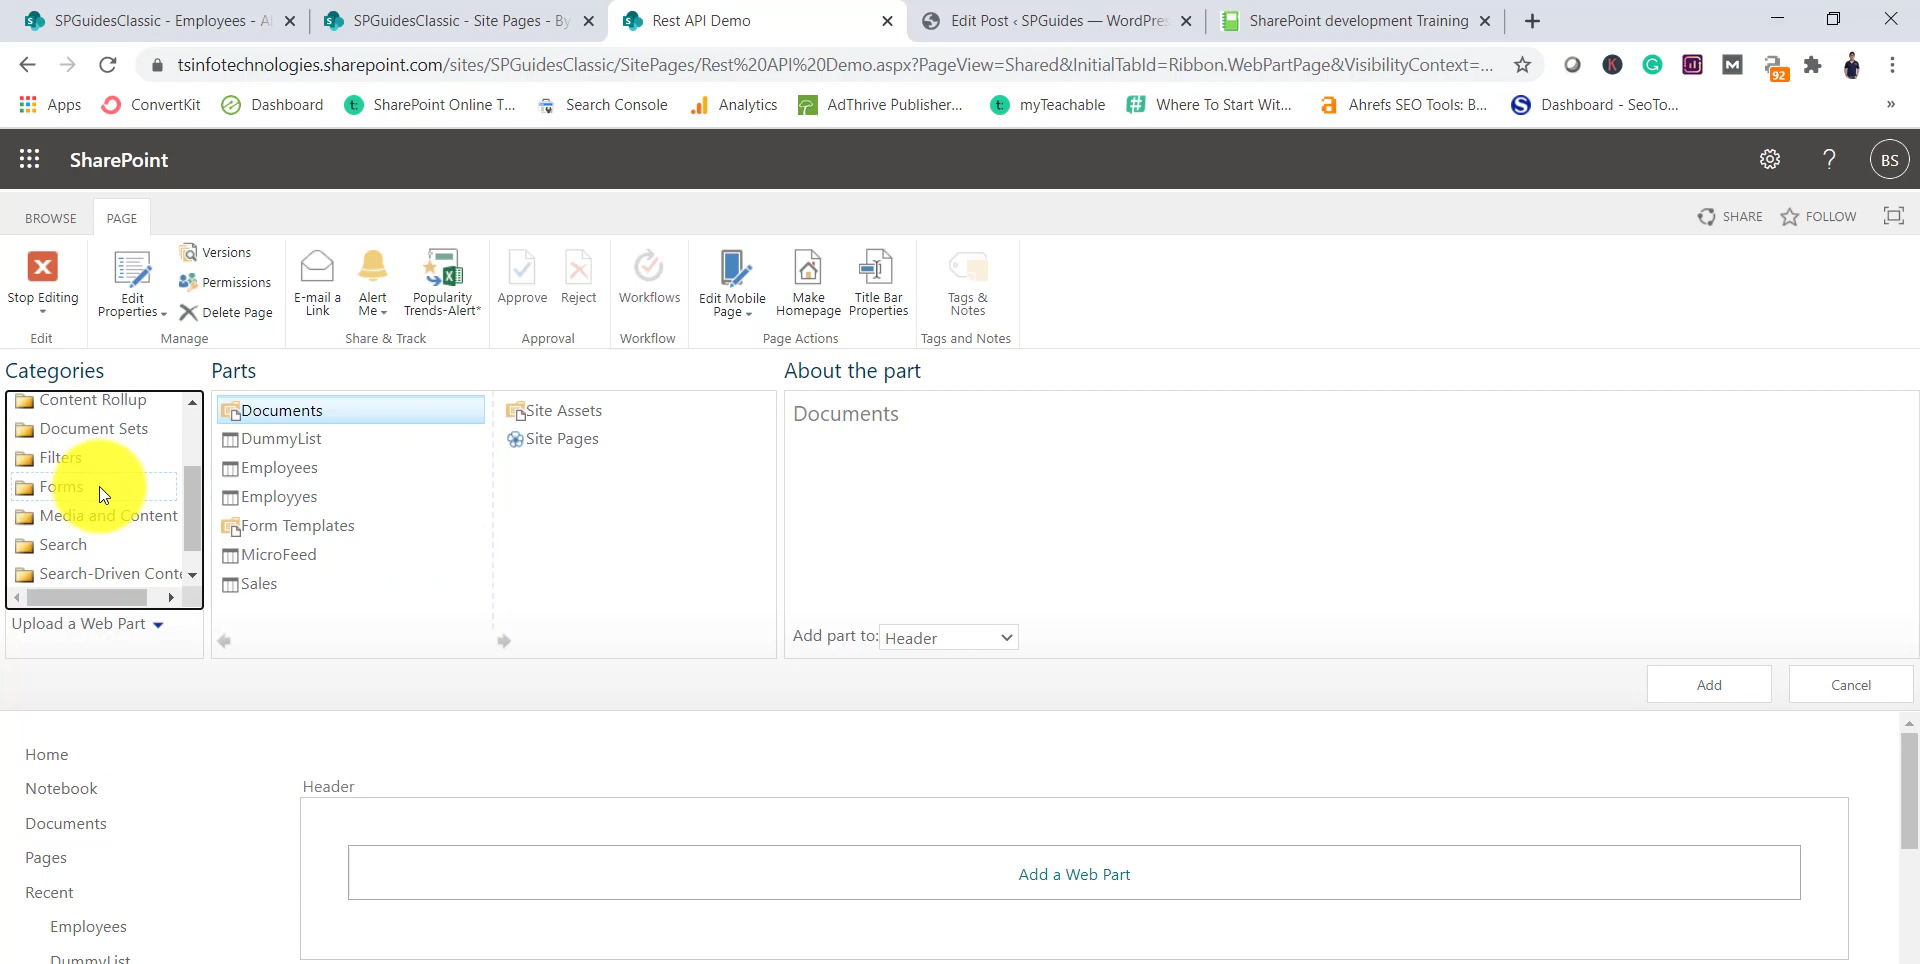 SPGuidesClassic - Employees - Al
SPGuidesClassic - Site Pages - By
Rest API Demo
Edit Post ‹ SPGuides — WordPres
SharePoint development Training
tsinfotechnologies.sharepoint.com/sites/SPGuidesClassic/SitePages/Rest%20API%20Demo.aspx?PageView=Shared&InitialTabId=Ribbon.WebPartPage&VisibilityContext=...
92
Apps
ConvertKit
Dashboard
SharePoint Online T...
Search Console
Analytics
AdThrive Publisher...
myTeachable
Where To Start Wit...
Ahrefs SEO Tools: B...
Dashboard - SeoTo...
»
SharePoint
?
BS
BROWSE
PAGE
SHARE
FOLLOW
Stop Editing
Edit
Properties
Versions
Permissions
Delete Page
E-mail a
Link
Alert
Me
Popularity
Trends-Alert*
Approve
Reject
Workflows
Edit Mobile
Page
Make
Homepage
Title Bar
Properties
Tags &
Notes
Edit
Manage
Share & Track
Approval
Workflow
Page Actions
Tags and Notes
Categories
Content Rollup
Document Sets
Filters
Forms
Media and Content
Search
Search-Driven Conte
Upload a Web Part
Parts
Documents
DummyList
Employees
Employyes
Form Templates
MicroFeed
Sales
Site Assets
Site Pages
About the part
Documents
Add part to:
Header
Add
Cancel
Home
Notebook
Documents
Pages
Recent
Employees
DummyList
Header
Add a Web Part